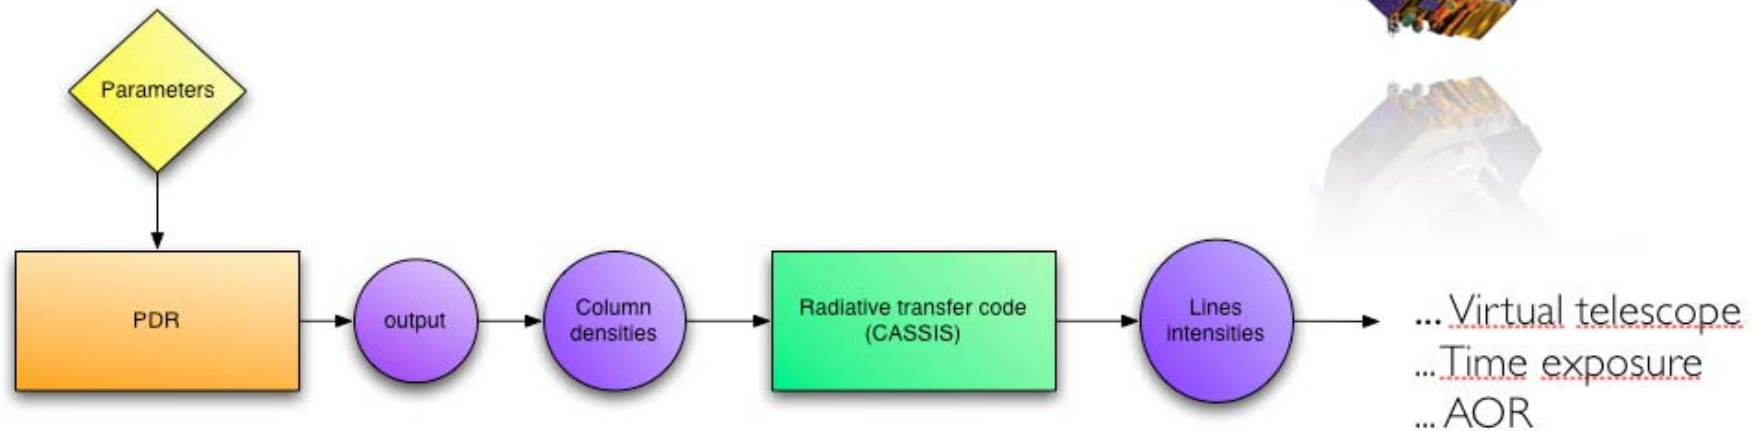 Parameters
PDR
output
Column
densities
Radiative transfer code
(CASSIS)
Lines
intensities
... Virtual telescope
... Time exposure
... AOR